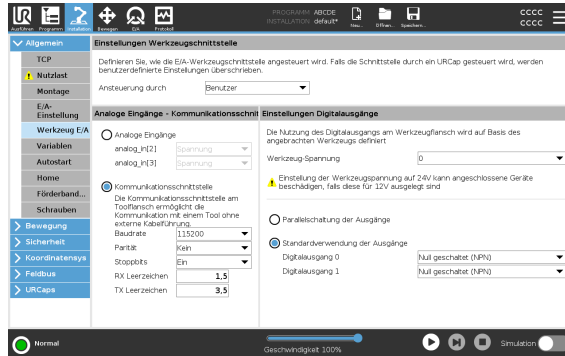 PROGRAMM ABCDE
INSTALLATION default*
Ausführen Programm Installation Bewegen E/A Protokoll Neu... Öffnen... Speichern...
CCCC
CCCC
Allgemein
TCP
Nutzlast
Montage
E/A-
Einstellung
Werkzeug E/A
Variablen
Autostart
Home
Förderband...
Schrauben
Bewegung
Sicherheit
Koordinatensys
Feldbus
URCaps
Einstellungen Werkzeugschnittstelle
Definieren Sie, wie die E/A-Werkzeugschnittstelle angesteuert wird. Falls die Schnittstelle durch ein URCap gesteuert wird, werden
benutzerdefinierte Einstellungen überschrieben.
Ansteuerung durch Benutzer
Analoge Eingänge - Kommunikationsschnit
Analoge Eingänge
analog_in[2] Spannung
analog_in[3] Spannung
Kommunikationsschnittstelle
Die Kommunikationsschnittstelle am
Toolflansch ermöglicht die
Kommunikation mit einem Tool ohne
externe Kabelführung.
Baudrate 115200
Parität Kein
Stoppbits Ein
RX Leerzeichen 1,5
TX Leerzeichen 3,5
Einstellungen Digitalausgänge
Die Nutzung des Digitalausgangs am Werkzeugflansch wird auf Basis des
angebrachten Werkzeugs definiert
Werkzeug-Spannung 0
Einstellung der Werkzeugspannung auf 24V kann angeschlossene Geräte
beschädigen, falls diese für 12V ausgelegt sind
Parallelschaltung der Ausgänge
Standardverwendung der Ausgänge
Digitalausgang 0 Null geschaltet (NPN)
Digitalausgang 1 Null geschaltet (NPN)
Normal
Geschwindigkeit 100%
Simulation